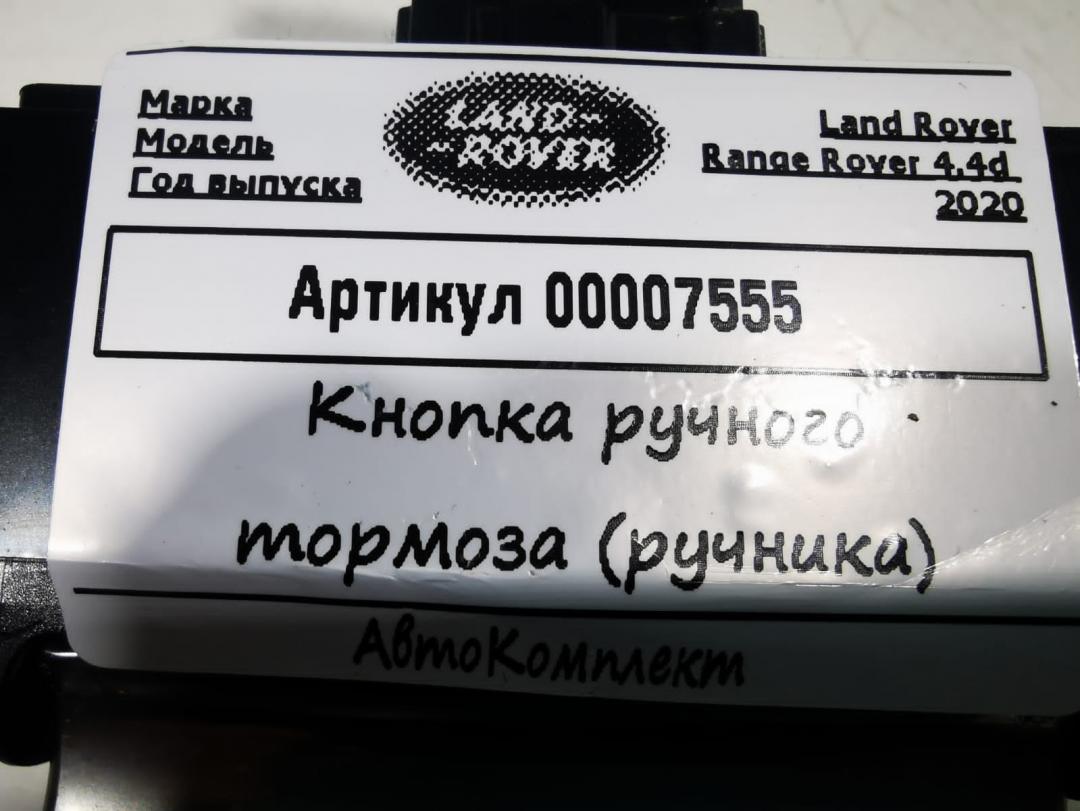 Марка
Модель
Год выпуска
LAND-
-ROVER
Land Rover
Range Rover 4.4d
2020
Артикул 00007555
Кнопка ручного
тормоза (ручника)
АвтоКомплект